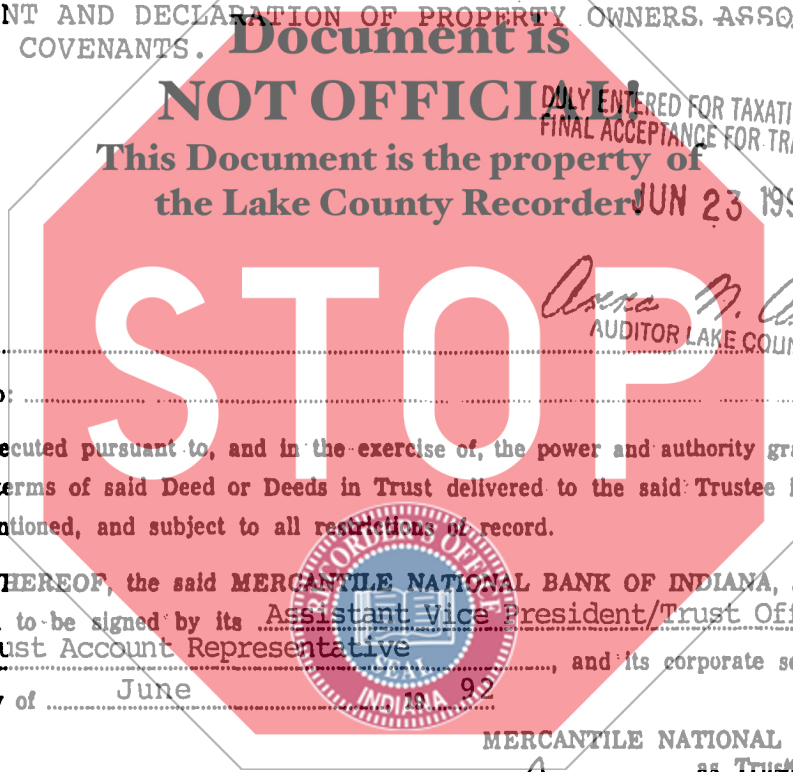 NT AND DECLARATION OF PROPERTY OWNERS ASSO
COVENANTS.
Document is
NOT OFFICIAL!
DULY ENTERED FOR TAXATI
FINAL ACCEPTANCE FOR TRA
This Document is the property of
the Lake County Recorder!
JUN 23 199
STOP
AUDITOR LAKE COUN
o:
ecuted pursuant to, and in the exercise of, the power and authority gra
erms of said Deed or Deeds in Trust delivered to the said Trustee i
ntioned, and subject to all restrictions of record.
HEREOF, the said MERCANTILE NATIONAL BANK OF INDIANA,
to be signed by its Assistant Vice President/Trust Off
ust Account Representative , and its corporate se
y of June 19 92
RECORDER'S OFFICE
SEAL
INDIANA
MERCANTILE NATIONAL
as Trust